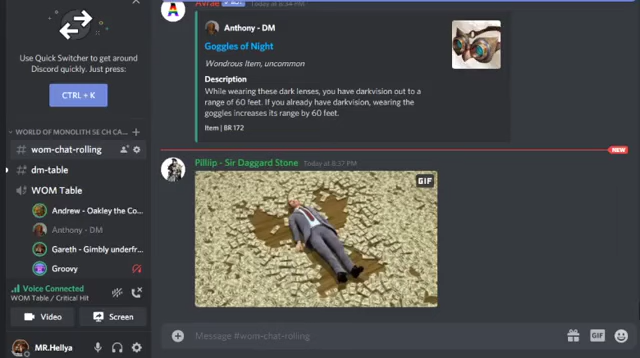 Use Quick Switcher to get around
Discord quickly. Just press:
CTRL + K
WORLD OF MONOLITH SE CH CA...
wom-chat-rolling
dm-table
WOM Table
Andrew - Oakley the Co...
Anthony - DM
Gareth - Gimbly underfr...
Groovy
Voice Connected
WOM Table / Critical Hit
Video
Screen
MR.Hellya
Avrae
Today at 8:34 PM
Anthony - DM
Goggles of Night
Wondrous Item, uncommon
Description
While wearing these dark lenses, you have darkvision out to a
range of 60 feet. If you already have darkvision, wearing the
goggles increases its range by 60 feet.
Item | BR 172
NEW
Pilliip - Sir Daggard Stone Today at 8:37 PM
GIF
Message #wom-chat-rolling
GIF